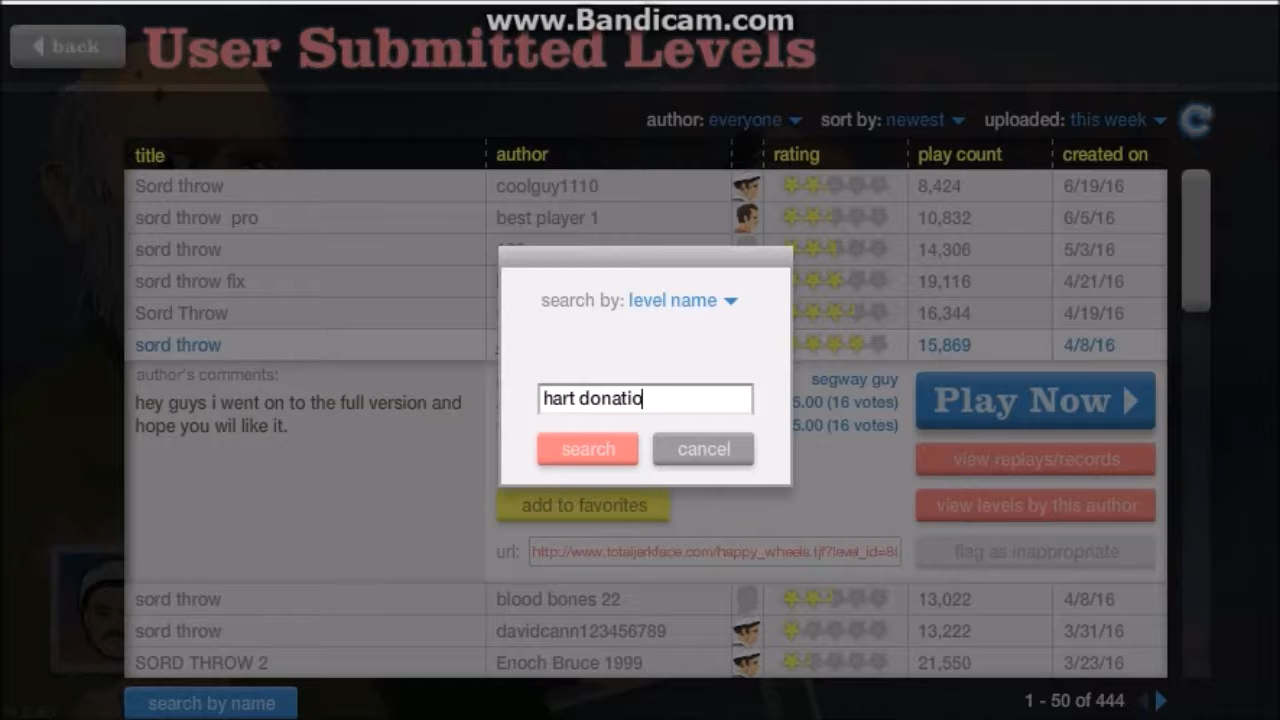 www.Bandicam.com
back
User Submitted Levels
author: everyone sort by: newest uploaded: this week
title author rating play count created on
Sord throw coolguy1110 8,424 6/19/16
sord throw pro best player 1 10,832 6/5/16
sord throw 14,306 5/3/16
sord throw fix 19,116 4/21/16
Sord Throw 16,344 4/19/16
sord throw 15,869 4/8/16
search by: level name
hart donatio
search cancel
author's comments:
hey guys i went on to the full version and
hope you wil like it.
segway guy
5.00 (16 votes)
5.00 (16 votes)
add to favorites
url: http://www.totaljerkface.com/happy_wheels.tjf?level_id=8
Play Now
view replays/records
view levels by this author
flag as inappropriate
sord throw blood bones 22 13,022 4/8/16
sord throw davidcann123456789 13,222 3/31/16
SORD THROW 2 Enoch Bruce 1999 21,550 3/23/16
search by name
1 - 50 of 444